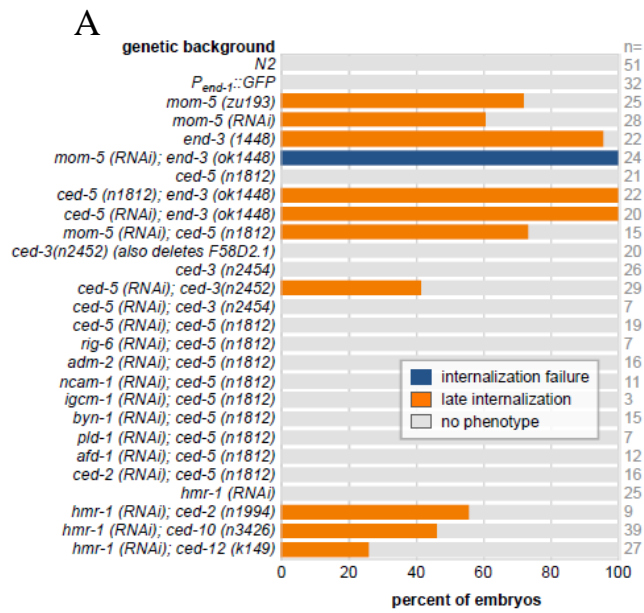 A
genetic background n=
N2 51
Pend-1::GFP 32
mom-5 (zu193) 25
mom-5 (RNAi) 28
end-3 (1448) 22
mom-5 (RNAi); end-3 (ok1448) 24
ced-5 (n1812) 21
ced-5 (n1812); end-3 (ok1448) 22
ced-5 (RNAi); end-3 (ok1448) 20
mom-5 (RNAi); ced-5 (n1812) 15
ced-3(n2452) (also deletes F58D2.1) 20
ced-3 (n2454) 26
ced-5 (RNAi); ced-3(n2452) 29
ced-5 (RNAi); ced-3 (n2454) 7
ced-5 (RNAi); ced-5 (n1812) 19
rig-6 (RNAi); ced-5 (n1812) 7
adm-2 (RNAi); ced-5 (n1812) 16
ncam-1 (RNAi); ced-5 (n1812) 11
igcm-1 (RNAi); ced-5 (n1812) 3
byn-1 (RNAi); ced-5 (n1812) 15
pld-1 (RNAi); ced-5 (n1812) 7
afd-1 (RNAi); ced-5 (n1812) 12
ced-2 (RNAi); ced-5 (n1812) 16
hmr-1 (RNAi) 25
hmr-1 (RNAi); ced-2 (n1994) 9
hmr-1 (RNAi); ced-10 (n3426) 39
hmr-1 (RNAi); ced-12 (k149) 27
internalization failure
late internalization
no phenotype
0 20 40 60 80 100
percent of embryos